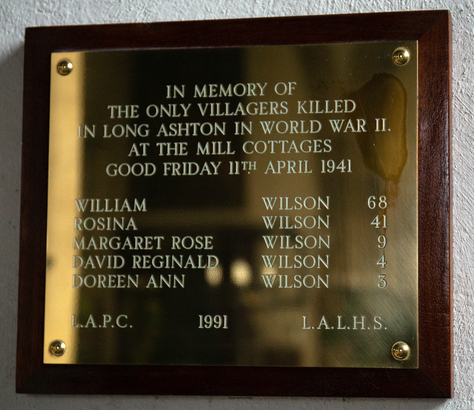 IN MEMORY OF
THE ONLY VILLAGERS KILLED
IN LONG ASHTON IN WORLD WAR II.
AT THE MILL COTTAGES
GOOD FRIDAY 11TH APRIL 1941
WILLIAM WILSON 68
ROSINA WILSON 41
MARGARET ROSE WILSON 9
DAVID REGINALD WILSON 4
DOREEN ANN WILSON 3
L.A.P.C. 1991 L.A.L.H.S.